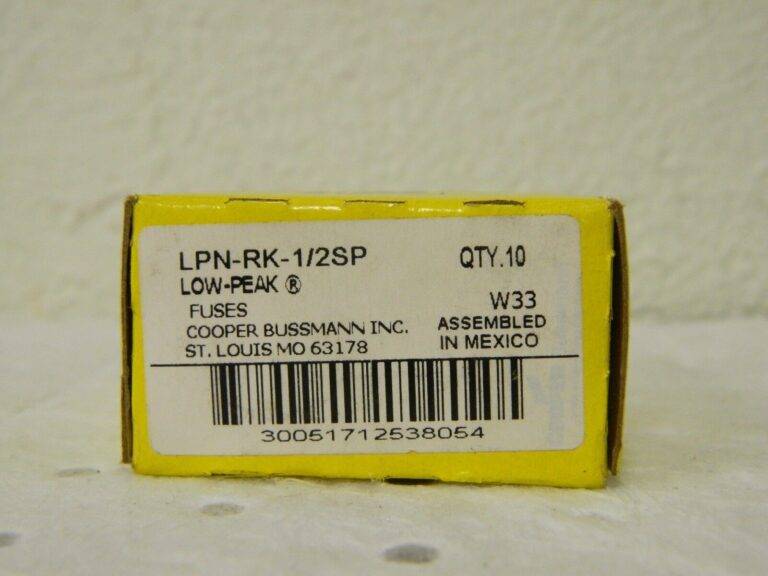 LPN-RK-1/2SP QTY.10
LOW-PEAK ®
FUSES W33
COOPER BUSSMANN INC. ASSEMBLED
ST. LOUIS MO 63178 IN MEXICO
30051712538054